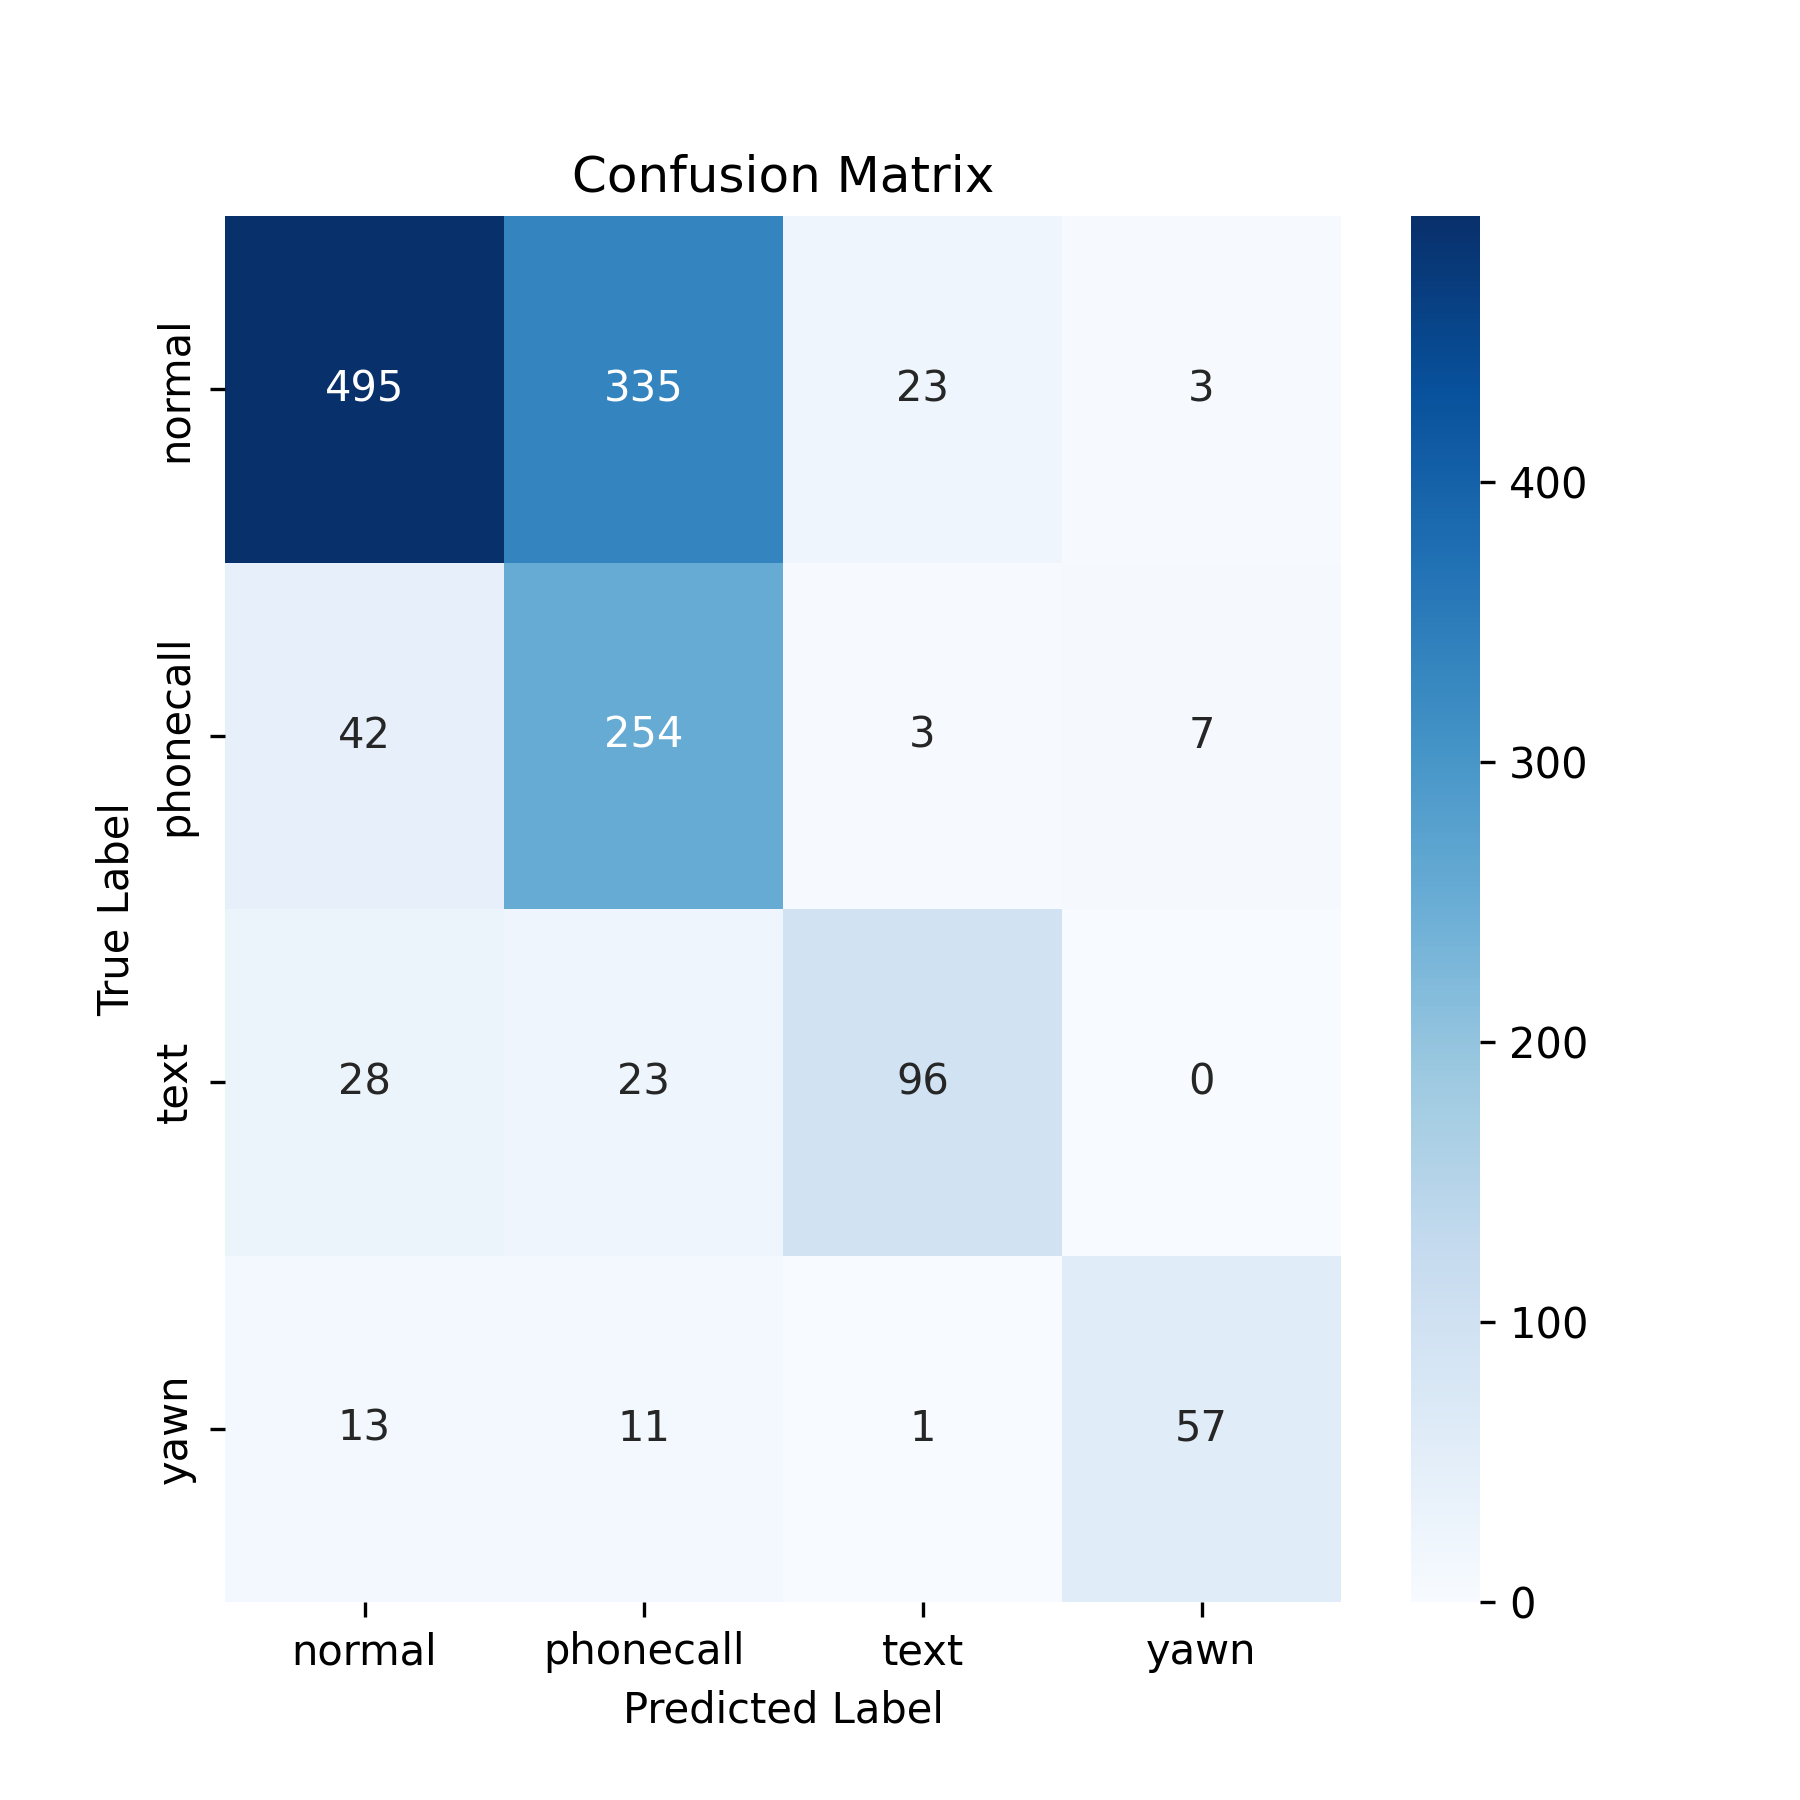 Confusion Matrix
True Label
normal
495 335 23 3
phonecall
42 254 3 7
text
28 23 96 0
yawn
13 11 1 57
normal phonecall text yawn
Predicted Label
400
300
200
100
0